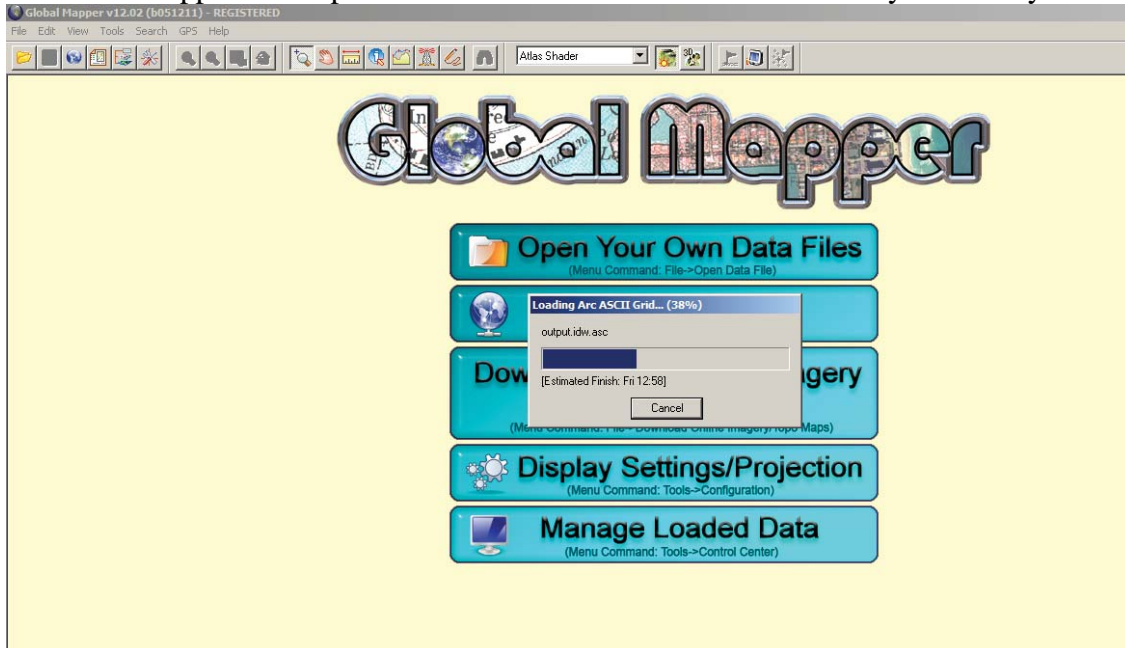 Global Mapper v12.02 (b051211) - REGISTERED
File Edit View Tools Search GPS Help
Atlas Shader
3D
Global Mapper
Open Your Own Data Files
(Menu Command: File->Open Data File)
Loading Arc ASCII Grid... (38%)
output.idw.asc
[Estimated Finish: Fri 12:58]
Cancel
Display Settings/Projection
(Menu Command: Tools->Configuration)
Manage Loaded Data
(Menu Command: Tools->Control Center)